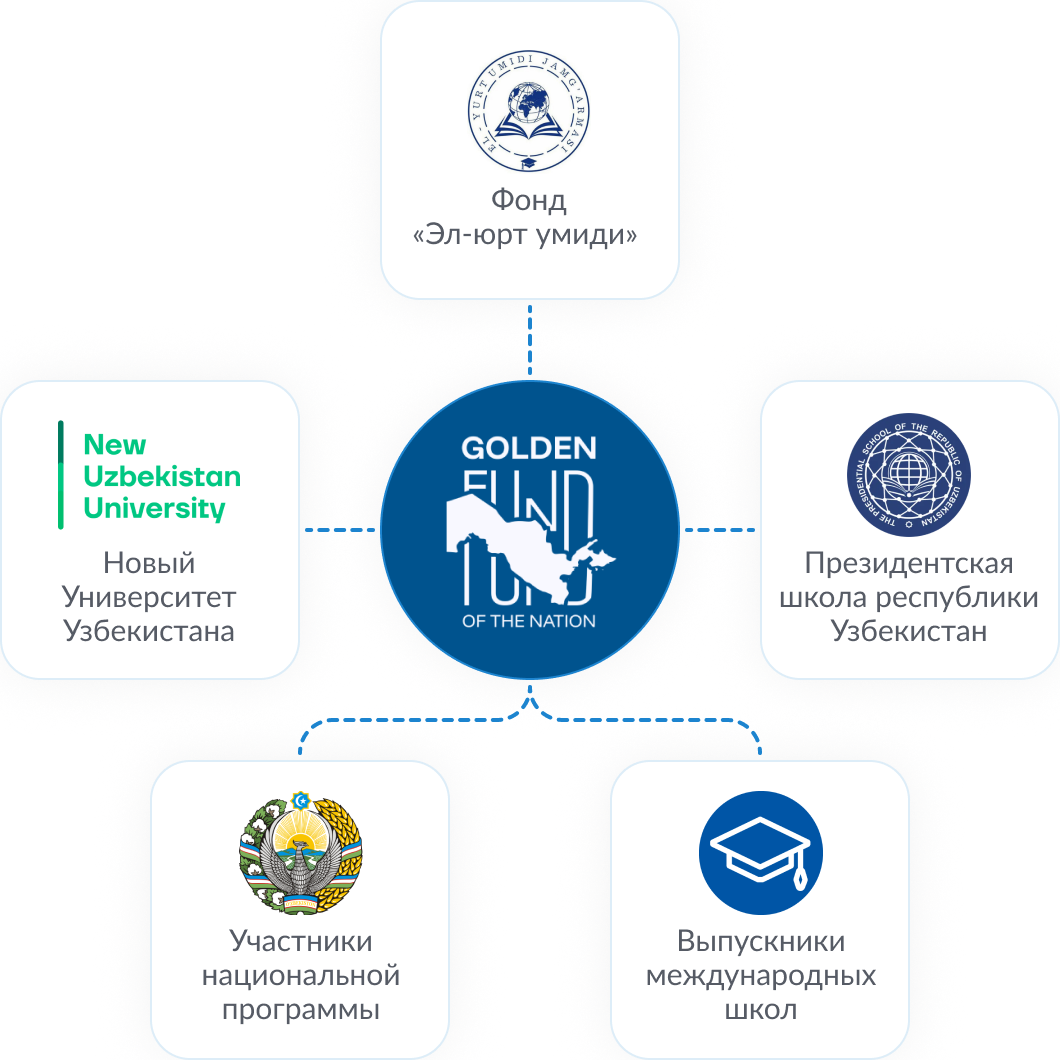 EL-YURT UMIDI JAMG'ARMASI
Фонд
«Эл-юрт умиди»
New
Uzbekistan
University
Новый
Университет
Узбекистана
GOLDEN
FUND
OF THE NATION
THE PRESIDENTIAL SCHOOL OF THE REPUBLIC OF UZBEKISTAN
Президентская
школа республики
Узбекистан
Участники
национальной
программы
Выпускники
международных
школ